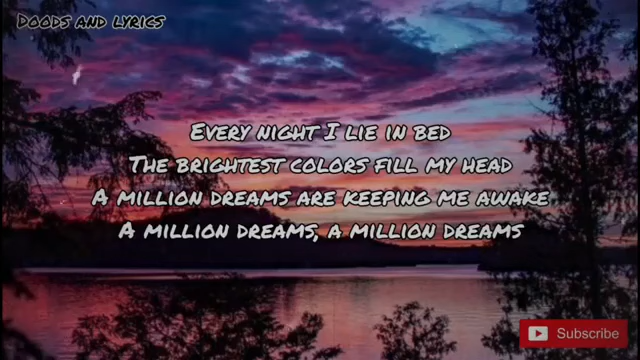 Doods and lyrics
Every night I lie in bed
The brightest colors fill my head
A million dreams are keeping me awake
A million dreams, a million dreams
Subscribe